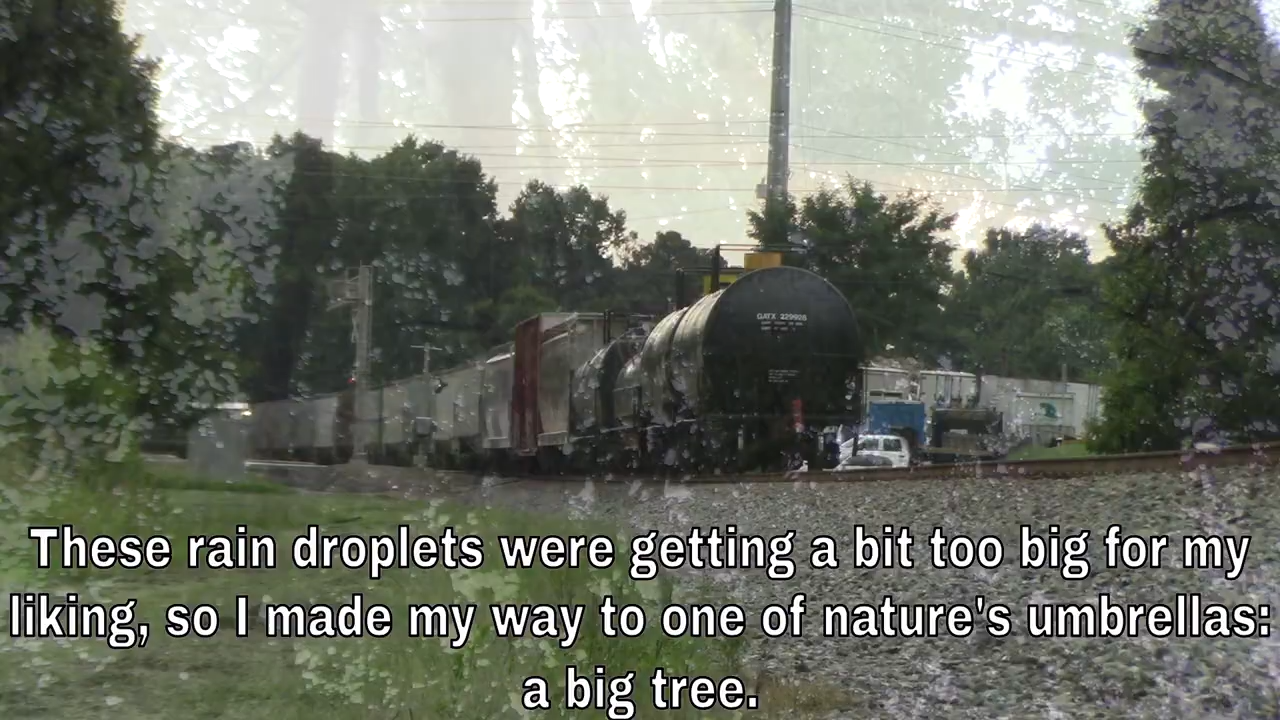 GATX 229928
These rain droplets were getting a bit too big for my
liking, so I made my way to one of nature's umbrellas:
a big tree.